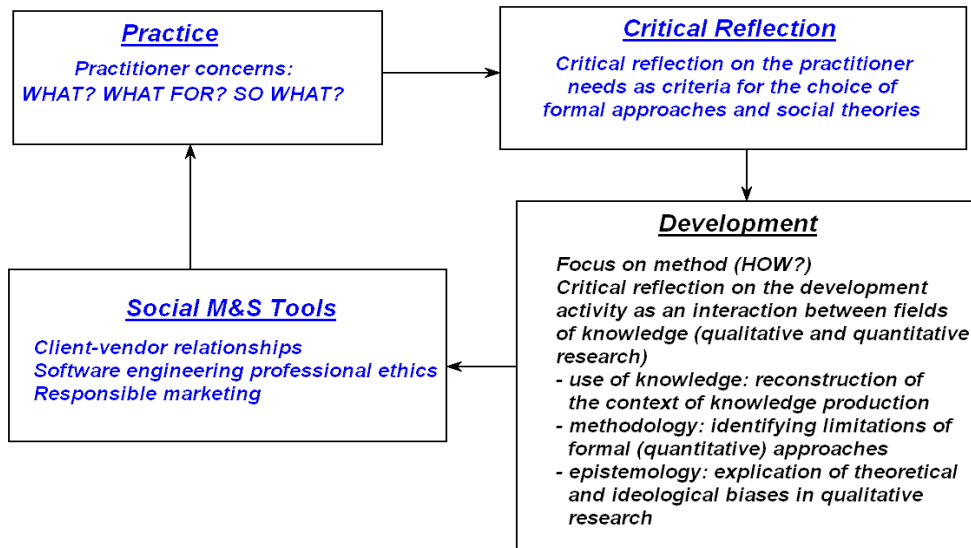 Practice
Practitioner concerns:
WHAT? WHAT FOR? SO WHAT?
Critical Reflection
Critical reflection on the practitioner
needs as criteria for the choice of
formal approaches and social theories
Development
Focus on method (HOW?)
Critical reflection on the development
activity as an interaction between fields
of knowledge (qualitative and quantitative
research)
- use of knowledge: reconstruction of
the context of knowledge production
- methodology: identifying limitations of
formal (quantitative) approaches
- epistemology: explication of theoretical
and ideological biases in qualitative
research
Social M&S Tools
Client-vendor relationships
Software engineering professional ethics
Responsible marketing